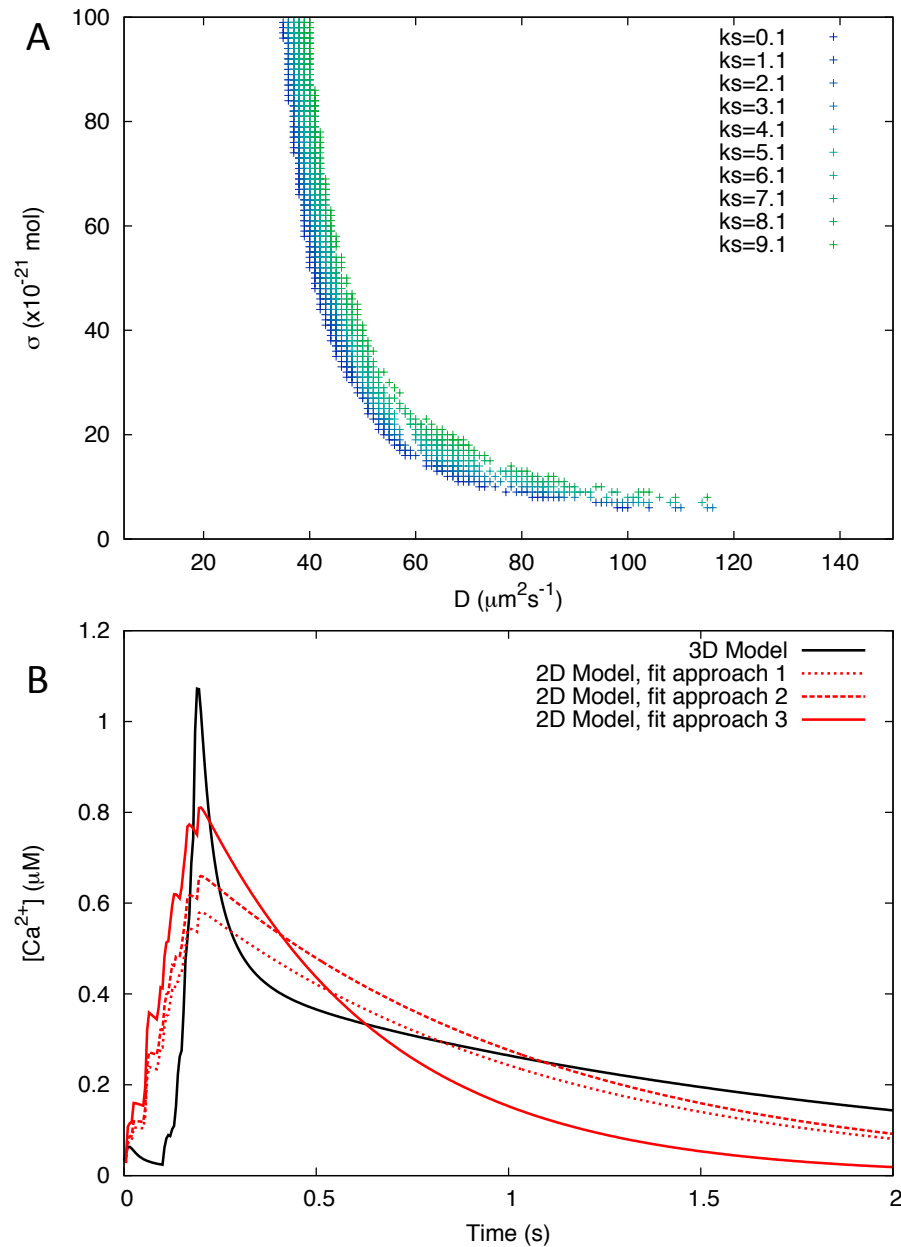 A
100
80
60
40
20
0
σ (x10⁻²¹ mol)
ks=0.1
ks=1.1
ks=2.1
ks=3.1
ks=4.1
ks=5.1
ks=6.1
ks=7.1
ks=8.1
ks=9.1
20 40 60 80 100 120 140
D (μm²s⁻¹)
B
1.2
1
0.8
0.6
0.4
0.2
0
[Ca²⁺] (μM)
3D Model
2D Model, fit approach 1
2D Model, fit approach 2
2D Model, fit approach 3
0 0.5 1 1.5 2
Time (s)